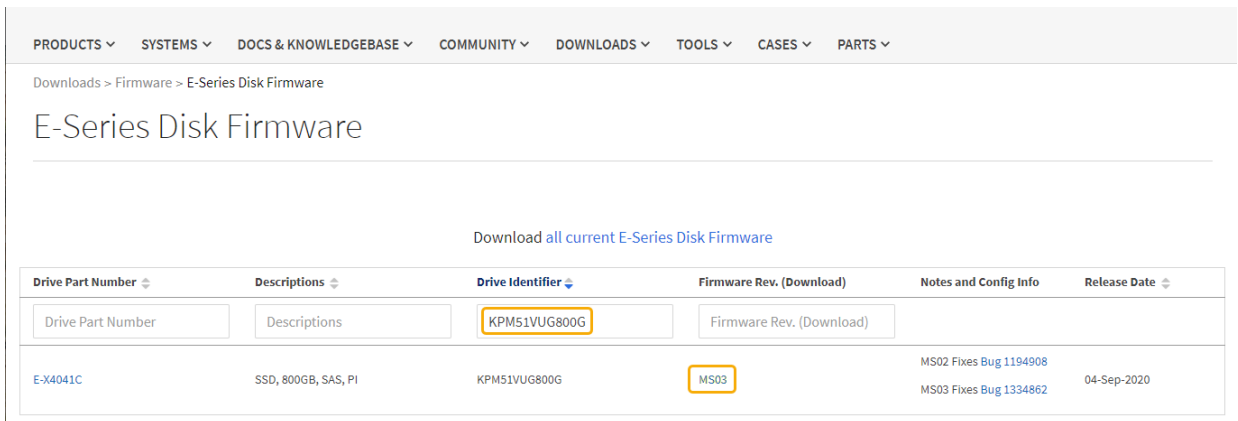 PRODUCTS SYSTEMS DOCS & KNOWLEDGEBASE COMMUNITY DOWNLOADS TOOLS CASES PARTS
Downloads > Firmware > E-Series Disk Firmware
E-Series Disk Firmware
Download all current E-Series Disk Firmware
Drive Part Number Descriptions Drive Identifier Firmware Rev. (Download) Notes and Config Info Release Date
Drive Part Number Descriptions KPM51VUG800G Firmware Rev. (Download)
E-X4041C SSD, 800GB, SAS, PI KPM51VUG800G MS03 MS02 Fixes Bug 1194908 04-Sep-2020
MS03 Fixes Bug 1334862